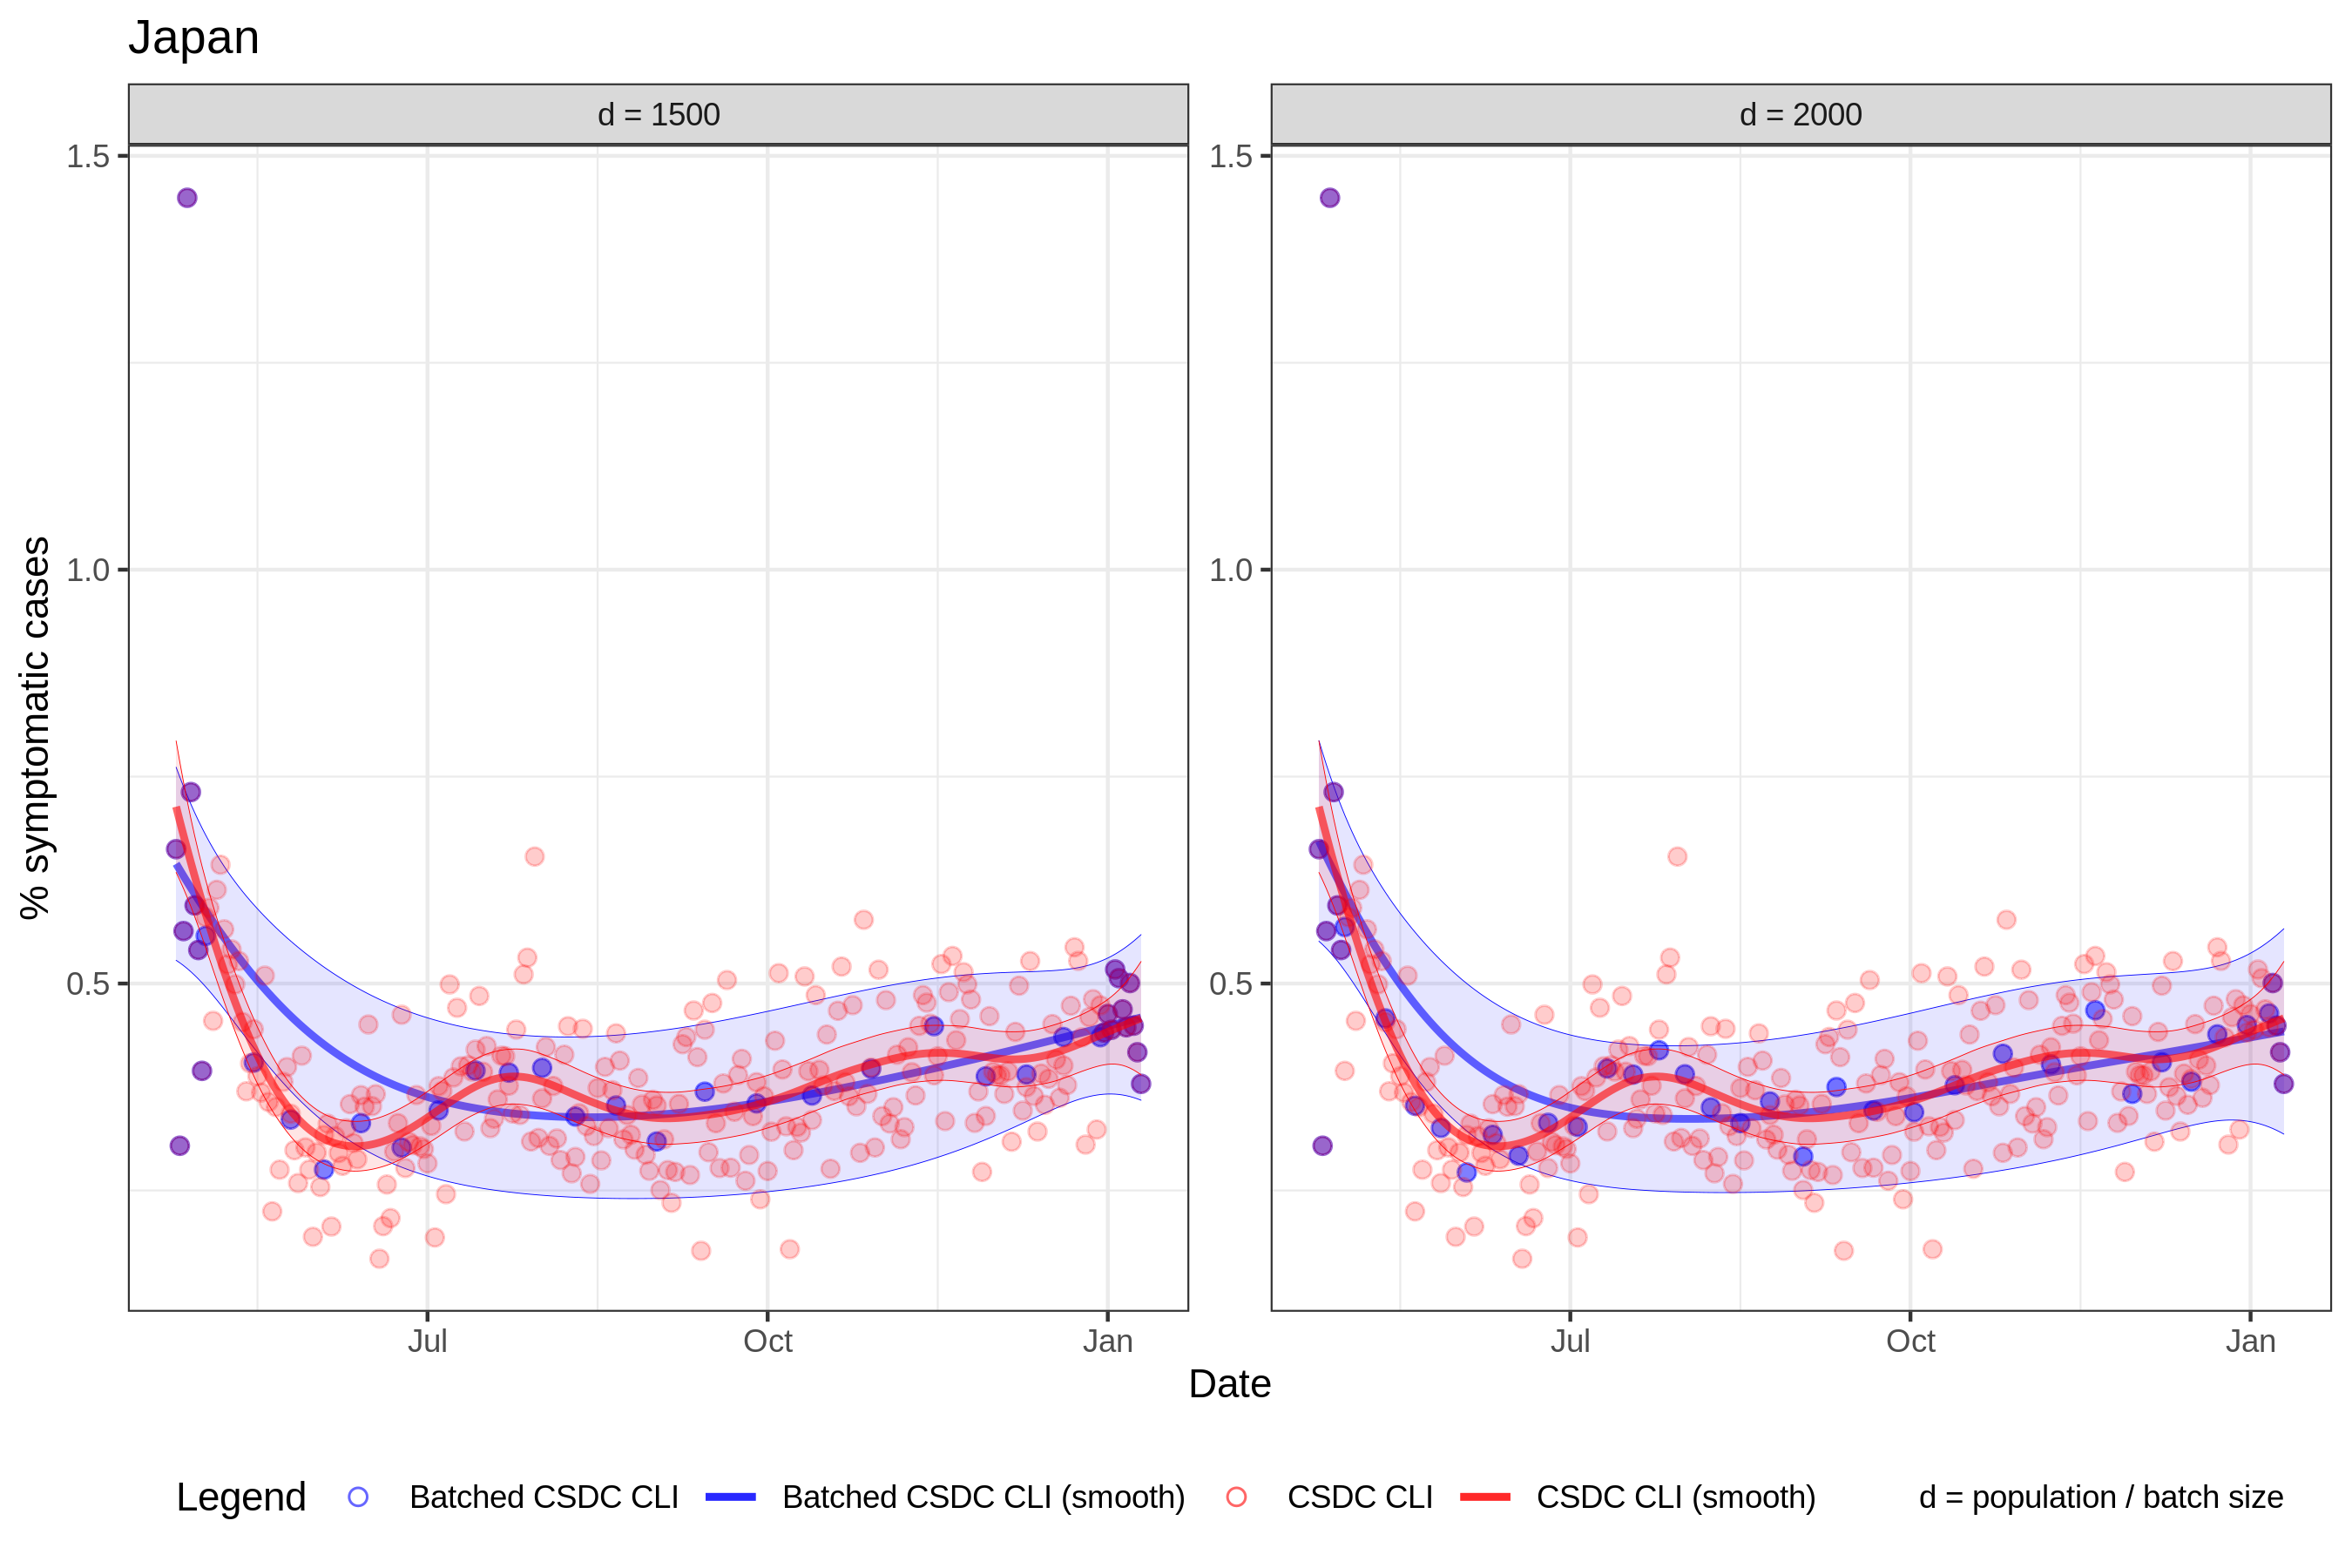 Japan
d = 1500
d = 2000
% symptomatic cases
1.5
1.0
0.5
1.5
1.0
0.5
Jul
Oct
Jan
Jul
Oct
Jan
Date
Legend Batched CSDC CLI Batched CSDC CLI (smooth) CSDC CLI CSDC CLI (smooth) d = population / batch size